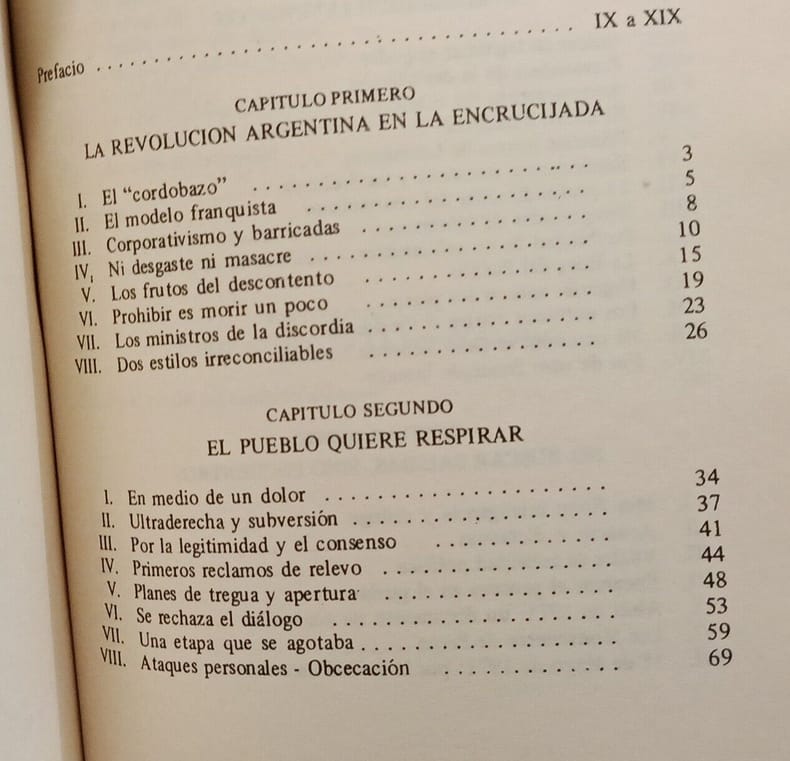 Prefacio . . . . . . . . . . . . . . . . . . . . . . . . . . . . . . IX a XIX
CAPITULO PRIMERO
LA REVOLUCION ARGENTINA EN LA ENCRUCIJADA
I. El “cordobazo” . . . . . . . . . . . . . . . . . . . . . 3
II. El modelo franquista . . . . . . . . . . . . . . . . . . 5
III. Corporativismo y barricadas . . . . . . . . . . . . . . 8
IV, Ni desgaste ni masacre . . . . . . . . . . . . . . . . . 10
V. Los frutos del descontento . . . . . . . . . . . . . . 15
VI. Prohibir es morir un poco . . . . . . . . . . . . . . 19
VII. Los ministros de la discordia . . . . . . . . . . . . . . 23
VIII. Dos estilos irreconciliables . . . . . . . . . . . . . . 26
CAPITULO SEGUNDO
EL PUEBLO QUIERE RESPIRAR
I. En medio de un dolor . . . . . . . . . . . . . . . . . . 34
II. Ultraderecha y subversión . . . . . . . . . . . . . . . . 37
III. Por la legitimidad y el consenso . . . . . . . . . . . 41
IV. Primeros reclamos de relevo . . . . . . . . . . . . . . 44
V. Planes de tregua y apertura . . . . . . . . . . . . . . 48
VI. Se rechaza el diálogo . . . . . . . . . . . . . . . . . . 53
VII. Una etapa que se agotaba . . . . . . . . . . . . . . . . 59
VIII. Ataques personales - Obcecación . . . . . . . . . . . 69